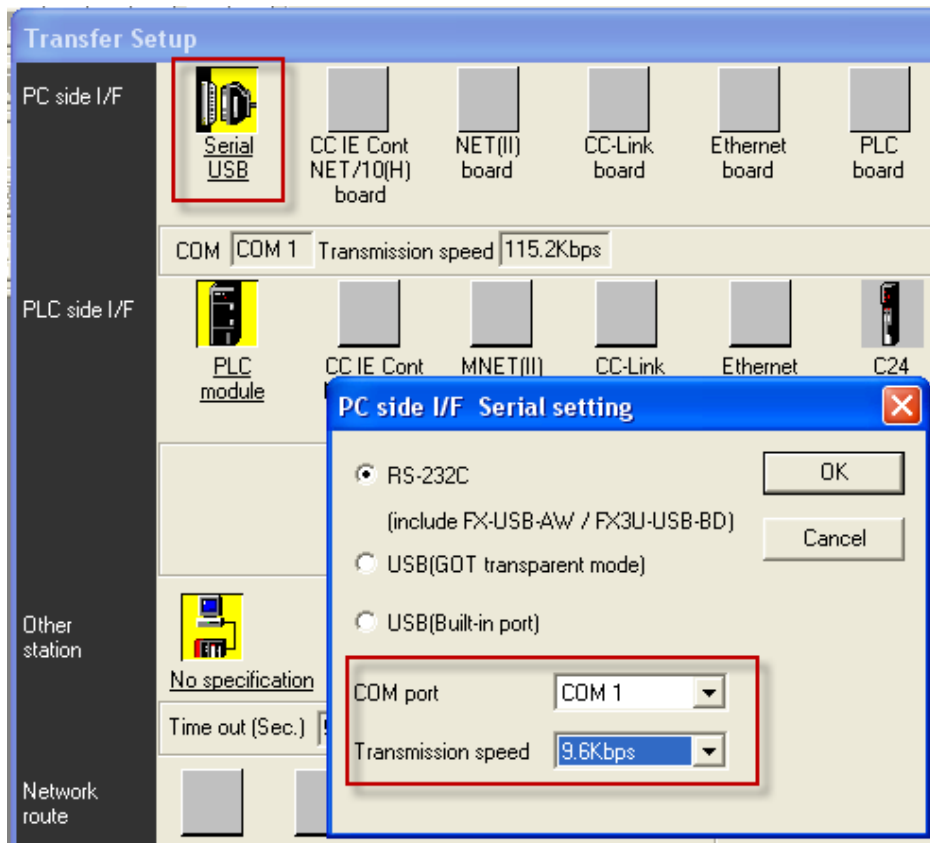 Transfer Setup
PC side I/F
Serial
USB
CC IE Cont
NET/10(H)
board
NET(II)
board
CC-Link
board
Ethernet
board
PLC
board
COM COM 1 Transmission speed 115.2Kbps
PLC side I/F
PLC
module
CC IE Cont
MNET(II)
CC-Link
Ethernet
C24
PC side I/F Serial setting
RS-232C
OK
(include FX-USB-AW / FX3U-USB-BD)
Cancel
USB(GOT transparent mode)
USB(Built-in port)
COM port COM 1
Transmission speed 9.6Kbps
Other
station
No specification
Time out (Sec.)
Network
route